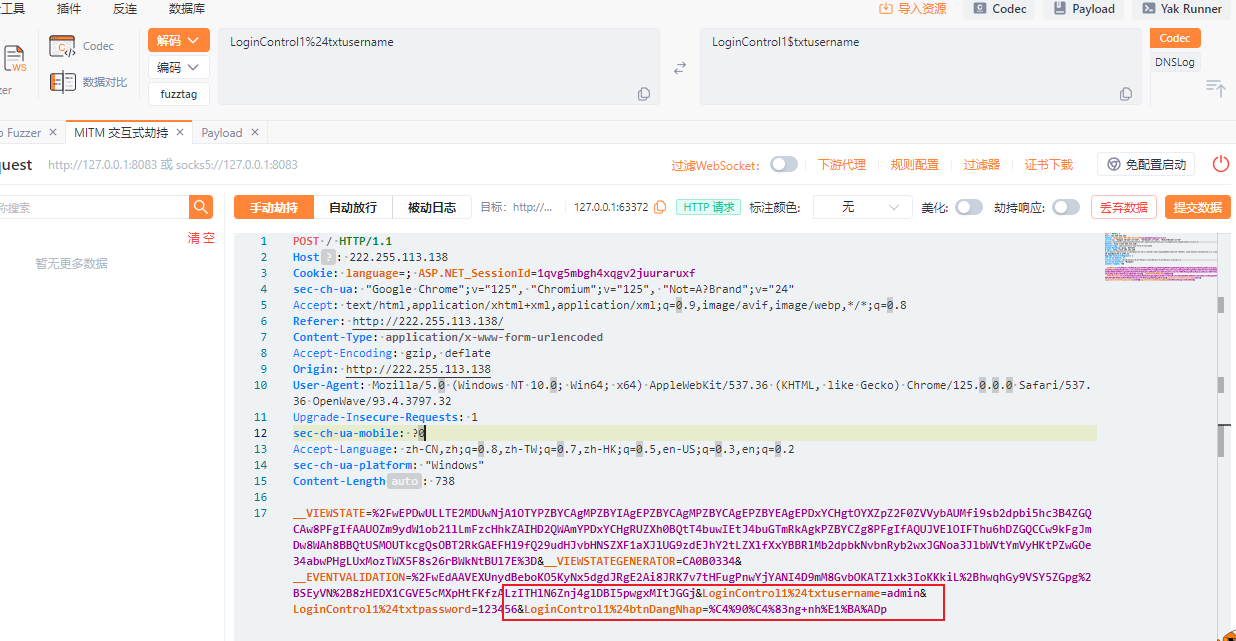 工具 插件 反连 数据库 导入资源 Codec Payload Yak Runner
WS Codec 解码 LoginControl1%24txtusername LoginControl1$txtusername Codec
数据对比 编码 DNSLog
zer fuzztag
o Fuzzer MITM 交互式劫持 Payload
quest http://127.0.0.1:8083 或 socks5://127.0.0.1:8083 过滤WebSocket: 下游代理 规则配置 过滤器 证书下载 免配置启动
称搜索 手动劫持 自动放行 被动日志 目标: http://... 127.0.0.1:63372 HTTP 请求 标注颜色: 无 美化: 劫持响应: 丢弃数据 提交数据
清空
暂无更多数据
1 POST / HTTP/1.1
2 Host ? : 222.255.113.138
3 Cookie: language=; ASP.NET_SessionId=1qvg5mbgh4xqgv2juuraruxf
4 sec-ch-ua: "Google Chrome";v="125", "Chromium";v="125", "Not=A?Brand";v="24"
5 Accept: text/html,application/xhtml+xml,application/xml;q=0.9,image/avif,image/webp,*/*;q=0.8
6 Referer: http://222.255.113.138/
7 Content-Type: application/x-www-form-urlencoded
8 Accept-Encoding: gzip, deflate
9 Origin: http://222.255.113.138
10 User-Agent: Mozilla/5.0 (Windows NT 10.0; Win64; x64) AppleWebKit/537.36 (KHTML, like Gecko) Chrome/125.0.0.0 Safari/537.
36 OpenWave/93.4.3797.32
11 Upgrade-Insecure-Requests: 1
12 sec-ch-ua-mobile: ?0
13 Accept-Language: zh-CN,zh;q=0.8,zh-TW;q=0.7,zh-HK;q=0.5,en-US;q=0.3,en;q=0.2
14 sec-ch-ua-platform: "Windows"
15 Content-Length auto : 738
16
17 __VIEWSTATE=%2FwEPDwULLTE2MDUwNjA1OTYPZBYCAgMPZBYIAgEPZBYCAgMPZBYCAgEPZBYEAgEPDxYCHgtOYXZpZ2F0ZVVybAUMfi9sb2dpbi5hc3B4ZGQ
CAw8PFgIfAAUOZm9ydW1ob21lLmFzcHhkZAIHD2QWAmYPDxYCHgRUZXh0BQtT4buwIEtJ4buGTmRkAgkPZBYCZg8PFgIfAQUJVElOIFThu6hDZGQCCw9kFgJm
Dw8WAh8BBQtUSMOUTkcgQsOBT2RkGAEFHl9fQ29udHJvbHNSZXF1aXJlUG9zdEJhY2tLZXlfXxYBBRlMb2dpbkNvbnRyb2wxJGNoa3JlbWVtYmVyHKtPZwGOe
34abwPHgLUxMozTWX5F8s26rBWkNtBUl7E%3D&__VIEWSTATEGENERATOR=CA0B0334&
__EVENTVALIDATION=%2FwEdAAVEXUnydBeboKO5KyNx5dgdJRgE2Ai8JRK7v7tHFugPnwYjYANI4D9mM8GvbOKATZlxk3IoKKkiL%2BhwqhGy9VSY5ZGpg%2
BSEyVN%2B8zHEDX1CGVE5cMXpHtFKfzALzITHlN6Znj4glDBI5pwgxMItJGGj&LoginControl1%24txtusername=admin&
LoginControl1%24txtpassword=123456&LoginControl1%24btnDangNhap=%C4%90%C4%83ng+nh%E1%BA%ADp